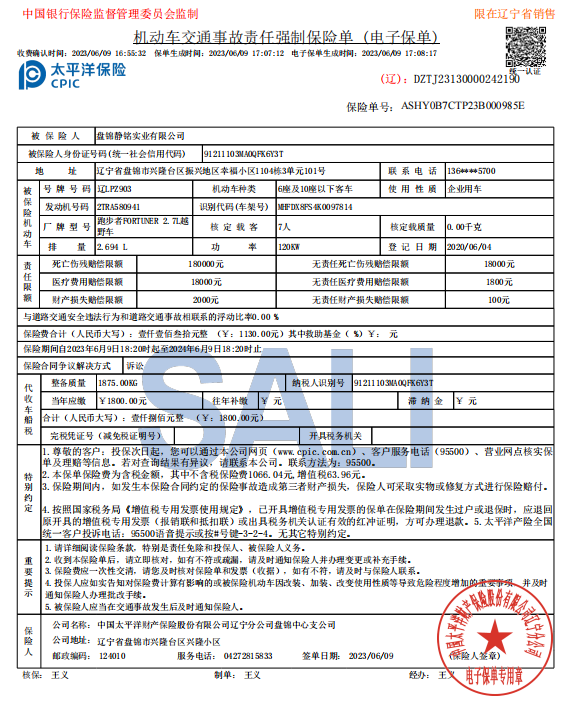 中国银行保险监督管理委员会监制
限在辽宁省销售
机动车交通事故责任强制保险单 (电子保单)
收费确认时间：2023/06/09 16:55:32 保单生成时间：2023/06/09 17:07:12 电子保单生成时间：2023/06/09 17:08:17
太平洋保险
CPIC
统一认证
(辽)：DZTJ23130000242190
保险单号：ASHY0B7CTP23B000985E
被 保 险 人 盘锦静铭实业有限公司
被保险人身份证号码(统一社会信用代码) 91211103MA0QFK6Y3T
地 址 辽宁省盘锦市兴隆台区振兴地区幸福小区1104栋3单元101号 联 系 电 话 136****5700
被保险机动车
号 牌 号 码 辽LPZ903 机动车种类 6座及10座以下客车 使 用 性 质 企业用车
发动机号码 2TRA580941 识别代码(车架号) MHFDX8FS4K0097814
厂 牌 型 号 跑步者FORTUNER 2.7L越野车 核 定 载 客 7人 核定载质量 0.00千克
排 量 2.694 L 功 率 120KW 登 记 日 期 2020/06/04
责任限额
死亡伤残赔偿限额 180000元 无责任死亡伤残赔偿限额 18000元
医疗费用赔偿限额 18000元 无责任医疗费用赔偿限额 1800元
财产损失赔偿限额 2000元 无责任财产损失赔偿限额 100元
与道路交通安全违法行为和道路交通事故相联系的浮动比率0.00 %
保险费合计（人民币大写）：壹仟壹佰叁拾元整 （￥：1130.00元）其中救助基金（ %）￥： 元
保险期间自2023年6月9日18:20时起至2024年6月9日18:20时止
保险合同争议解决方式 诉讼
代收车船税
整备质量 1875.00KG 纳税人识别号 91211103MA0QFK6Y3T
当年应缴 ￥1800.00元 往年补缴 ￥ 元 滞 纳 金 ￥ 元
合计（人民币大写）：壹仟捌佰元整 （￥：1800.00元）
完税凭证号（减免税证明号） 开具税务机关
SALI
特别约定
1.尊敬的客户：投保次日起，您可以通过本公司网页（www.cpic.com.cn）、客户服务电话（95500）、营业网点核实保
单及理赔等信息。若对查询结果有异议，请联系本公司。联系方法为：95500。
2.本保单保险费为含税金额，其中不含税保险费1066.04元,增值税63.96元。
3.保险期间内，如发生本保险合同约定的保险事故造成第三者财产损失，保险人可采取实物或修复方式进行保险赔付。
4.按照国家税务局《增值税专用发票使用规定》，已开具增值税专用发票的保单在保险期间发生过户或退保时，应退回
原开具的增值税专用发票（报销联和抵扣联）或出具税务机关认证有效的红冲证明，方可办理退款。5.太平洋产险全国
统一客户投诉电话：95500语音提示或按#号键-3-2-4。无其它特别约定。
重要提示
1.请详细阅读保险条款，特别是责任免除和投保人、被保险人义务。
2.收到本保险单后，请立即核对，如有不符或疏漏，请及时通知保险人并办理变更或补充手续。
3.保险费应一次性交清，请您及时核对保险单和发票（收据），如有不符，请及时与保险人联系。
4.投保人应如实告知对保险费计算有影响的或被保险机动车因改装、加装、改变使用性质等导致危险程度增加的重要事项，并及时
通知保险人办理批改手续。
5.被保险人应当在交通事故发生后及时通知保险人。
保险人
公司名称：中国太平洋财产保险股份有限公司辽宁分公司盘锦中心支公司
公司地址：辽宁省盘锦市兴隆台区兴隆小区
邮政编码：124010 服务电话：04272815833 签单日期：2023/06/09 (保险人签章)
中国太平洋财产保险股份有限公司辽宁分公司
电子保单专用章
核保： 王义 制单： 王义 经办： 王义